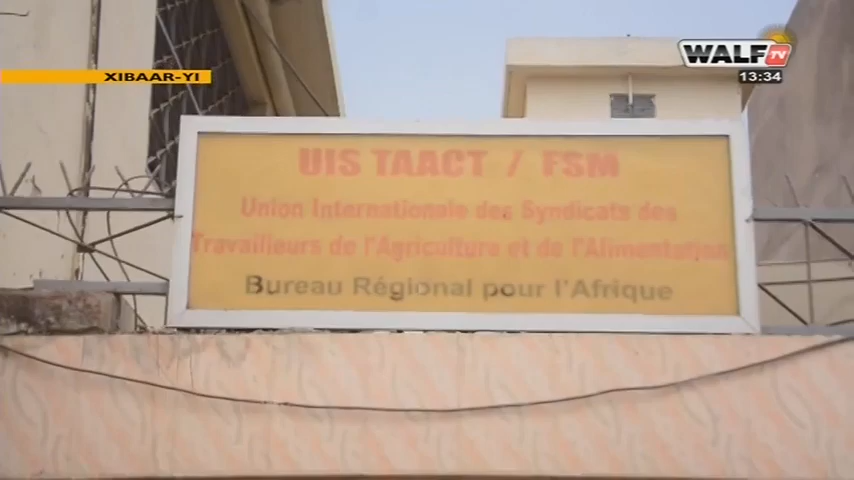 WALF TV
13:34
XIBAAR-YI
UIS TAACT / FSM
Union Internationale des Syndicats des
Travailleurs de l'Agriculture et de l'Alimentation
Bureau Régional pour l'Afrique